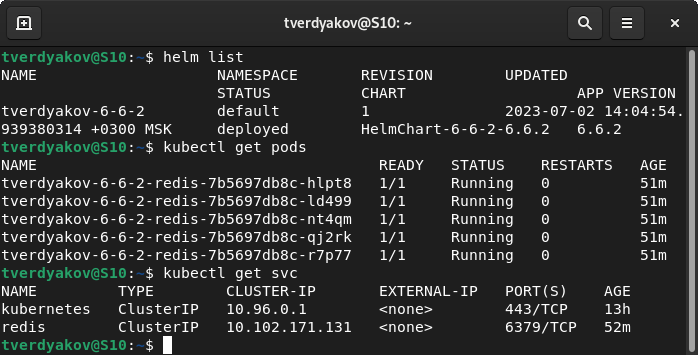 tverdyakov@S10: ~
tverdyakov@S10:~$ helm list
NAME NAMESPACE REVISION UPDATED
STATUS CHART APP VERSION
tverdyakov-6-6-2 default 1 2023-07-02 14:04:54.
939380314 +0300 MSK deployed HelmChart-6-6-2-6.6.2 6.6.2
tverdyakov@S10:~$ kubectl get pods
NAME READY STATUS RESTARTS AGE
tverdyakov-6-6-2-redis-7b5697db8c-hlpt8 1/1 Running 0 51m
tverdyakov-6-6-2-redis-7b5697db8c-ld499 1/1 Running 0 51m
tverdyakov-6-6-2-redis-7b5697db8c-nt4qm 1/1 Running 0 51m
tverdyakov-6-6-2-redis-7b5697db8c-qj2rk 1/1 Running 0 51m
tverdyakov-6-6-2-redis-7b5697db8c-r7p77 1/1 Running 0 51m
tverdyakov@S10:~$ kubectl get svc
NAME TYPE CLUSTER-IP EXTERNAL-IP PORT(S) AGE
kubernetes ClusterIP 10.96.0.1 <none> 443/TCP 13h
redis ClusterIP 10.102.171.131 <none> 6379/TCP 52m
tverdyakov@S10:~$